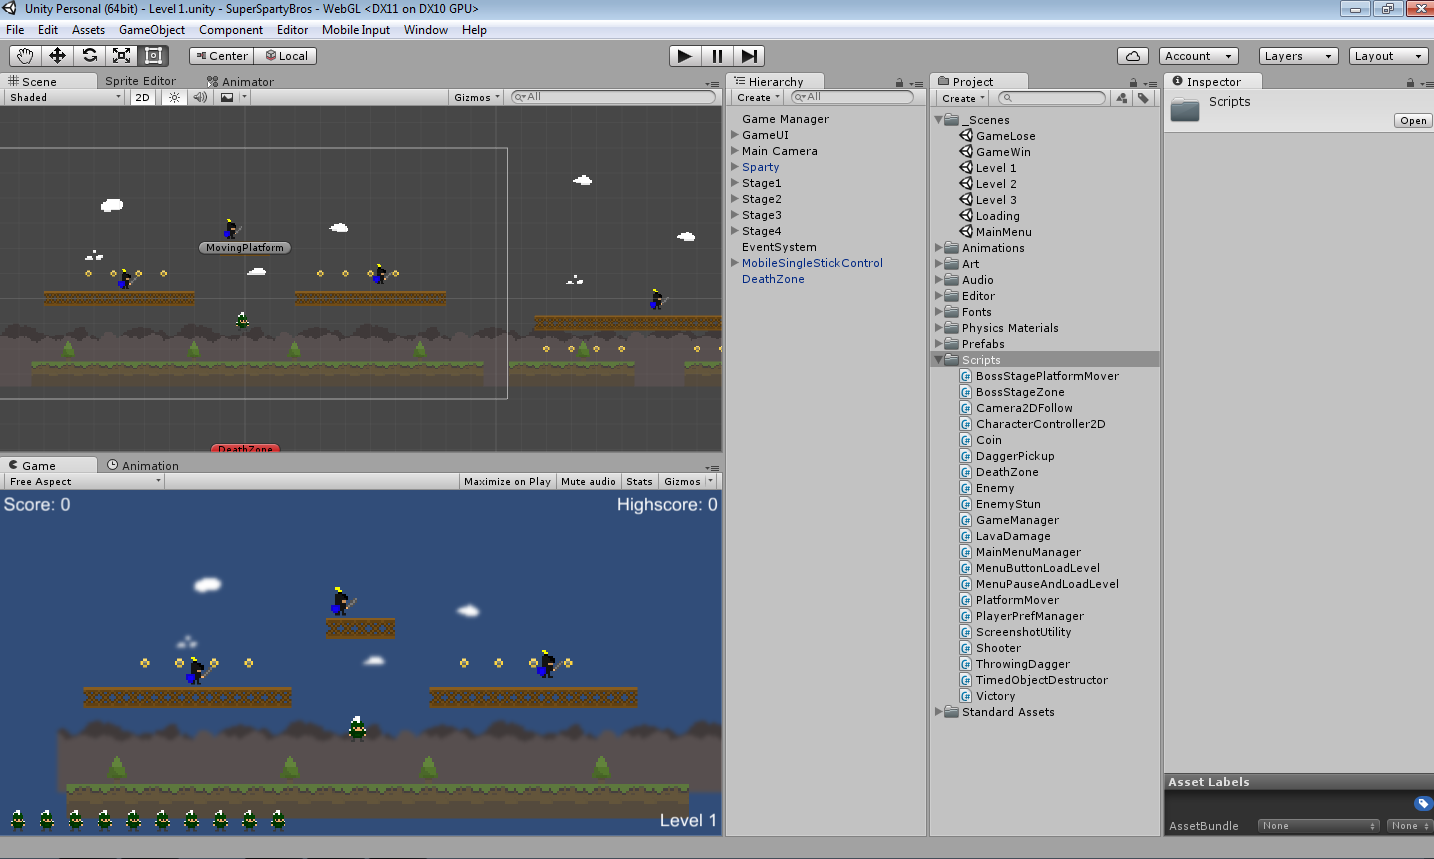 Unity Personal (64bit) - Level 1.unity - SuperSpartyBros - WebGL <DX11 on DX10 GPU>
File Edit Assets GameObject Component Editor Mobile Input Window Help
Center Local Account Layers Layout
Scene Sprite Editor Animator
Shaded 2D Gizmos All
MovingPlatform
DeathZone
Game Animation
Free Aspect Maximize on Play Mute audio Stats Gizmos
Score: 0 Highscore: 0
Level 1
Hierarchy
Create All
Game Manager
GameUI
Main Camera
Sparty
Stage1
Stage2
Stage3
Stage4
EventSystem
MobileSingleStickControl
DeathZone
Project
Create
_Scenes
GameLose
GameWin
Level 1
Level 2
Level 3
Loading
MainMenu
Animations
Art
Audio
Editor
Fonts
Physics Materials
Prefabs
Scripts
BossStagePlatformMover
BossStageZone
Camera2DFollow
CharacterController2D
Coin
DaggerPickup
DeathZone
Enemy
EnemyStun
GameManager
LavaDamage
MainMenuManager
MenuButtonLoadLevel
MenuPauseAndLoadLevel
PlatformMover
PlayerPrefManager
ScreenshotUtility
Shooter
ThrowingDagger
TimedObjectDestructor
Victory
Standard Assets
Inspector
Scripts
Open
Asset Labels
AssetBundle None None